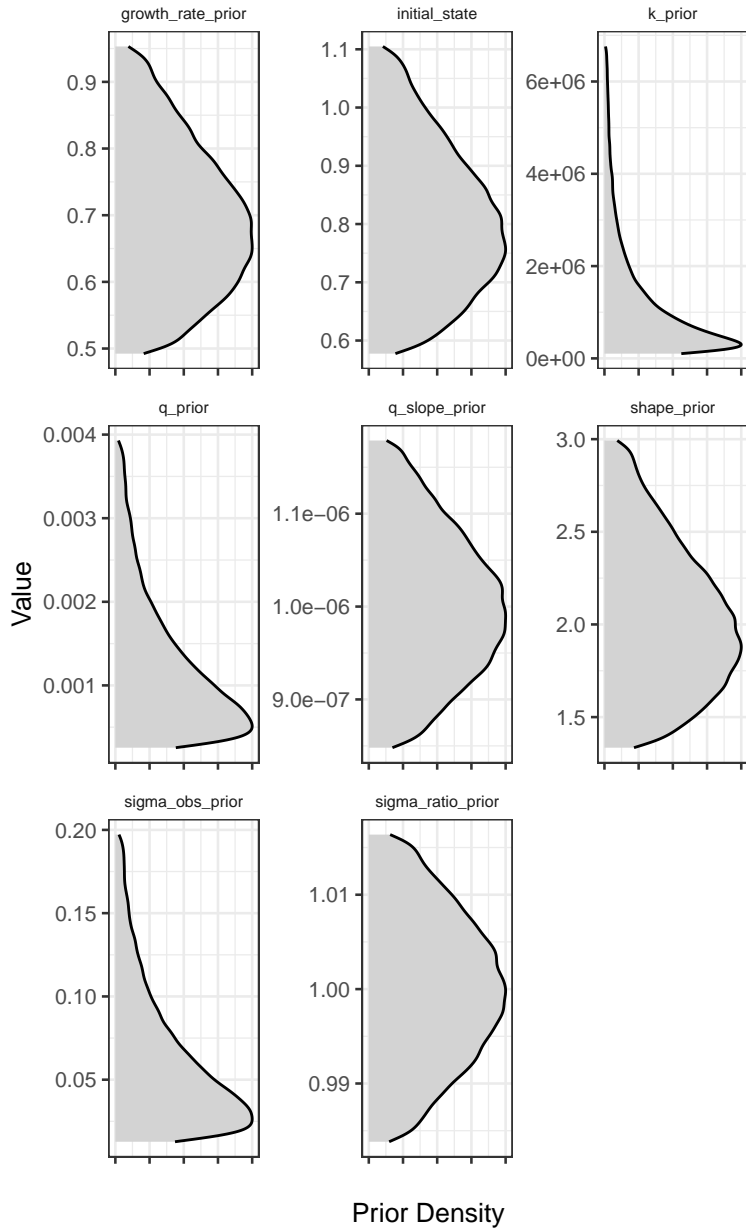 growth_rate_prior
0.9
0.8
0.7
0.6
0.5
initial_state
1.1
1.0
0.9
0.8
0.7
0.6
k_prior
6e+06
4e+06
2e+06
0e+00
q_prior
0.004
0.003
0.002
0.001
q_slope_prior
1.1e−06
1.0e−06
9.0e−07
shape_prior
3.0
2.5
2.0
1.5
sigma_obs_prior
0.20
0.15
0.10
0.05
sigma_ratio_prior
1.01
1.00
0.99
Value
Prior Density